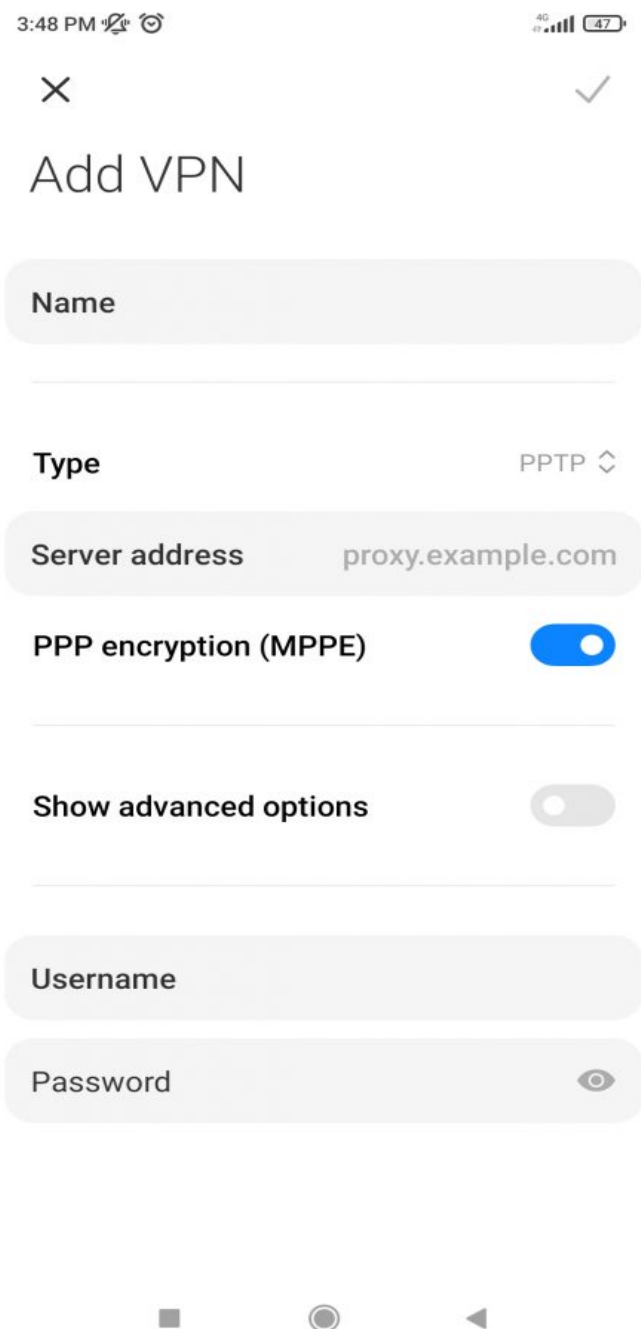 3:48 PM 4G 47
Add VPN
Name
Type PPTP
Server address proxy.example.com
PPP encryption (MPPE)
Show advanced options
Username
Password